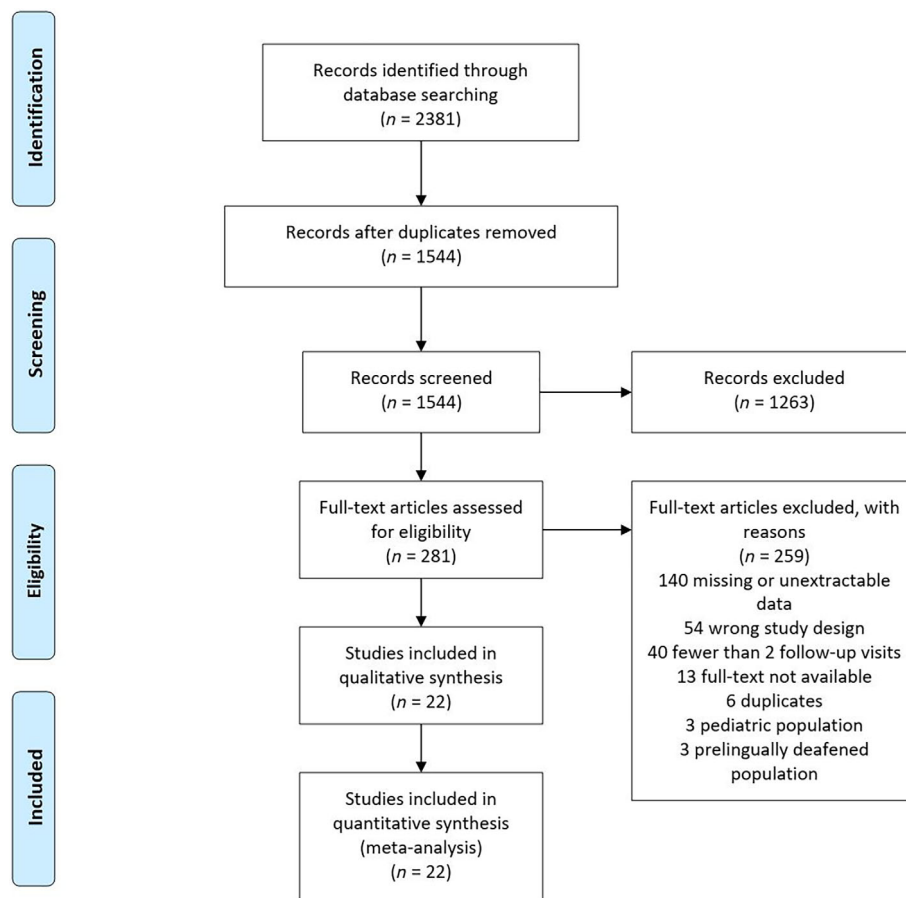 Identification
Records identified through
database searching
(n = 2381)
Records after duplicates removed
(n = 1544)
Screening
Records screened
(n = 1544)
Records excluded
(n = 1263)
Eligibility
Full-text articles assessed
for eligibility
(n = 281)
Full-text articles excluded, with
reasons
(n = 259)
140 missing or unextractable
data
54 wrong study design
40 fewer than 2 follow-up visits
13 full-text not available
6 duplicates
3 pediatric population
3 prelingually deafened
population
Studies included in
qualitative synthesis
(n = 22)
Included
Studies included in
quantitative synthesis
(meta-analysis)
(n = 22)